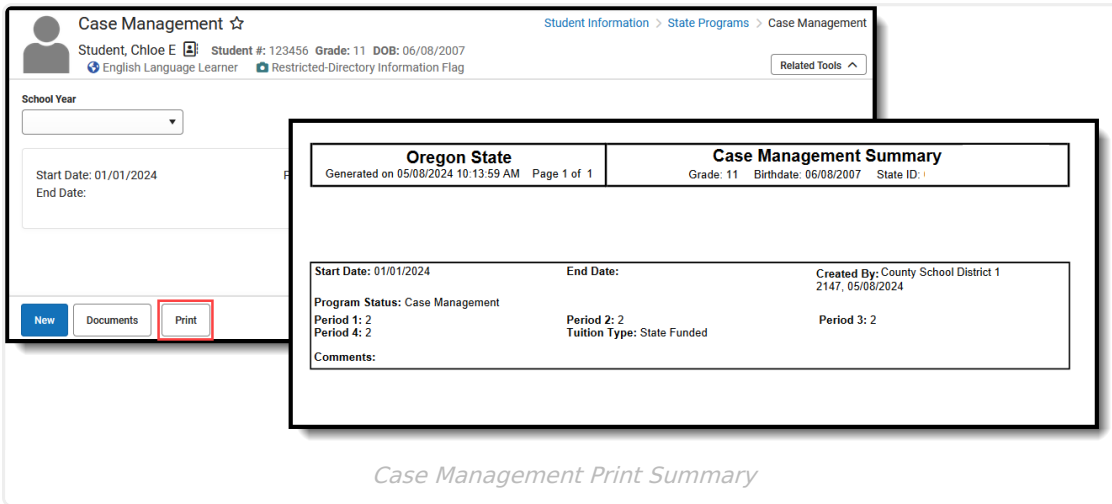 Case Management
Student Information > State Programs > Case Management
Student, Chloe E Student #: 123456 Grade: 11 DOB: 06/08/2007
English Language Learner Restricted-Directory Information Flag
Related Tools
School Year
Start Date: 01/01/2024
End Date:
New Documents Print
Oregon State
Generated on 05/08/2024 10:13:59 AM Page 1 of 1
Case Management Summary
Grade: 11 Birthdate: 06/08/2007 State ID:
Start Date: 01/01/2024 End Date: Created By: County School District 1
2147, 05/08/2024
Program Status: Case Management
Period 1: 2 Period 2: 2 Period 3: 2
Period 4: 2 Tuition Type: State Funded
Comments:
Case Management Print Summary